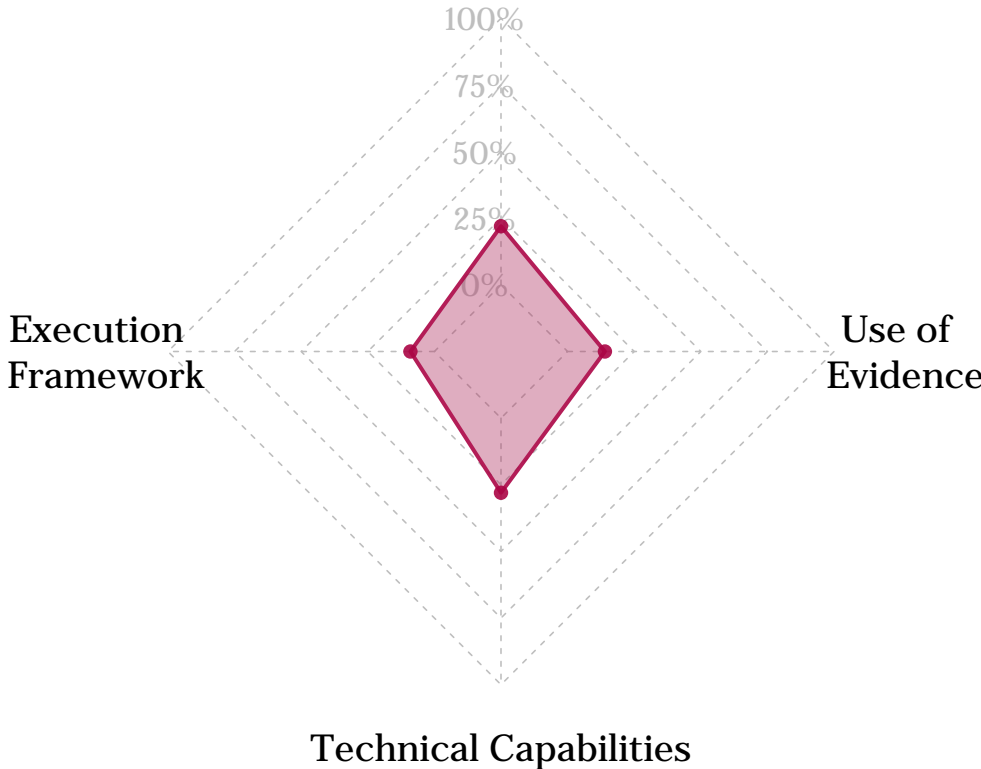 100%
75%
50%
25%
0%
Execution
Framework
Use of
Evidence
Technical Capabilities